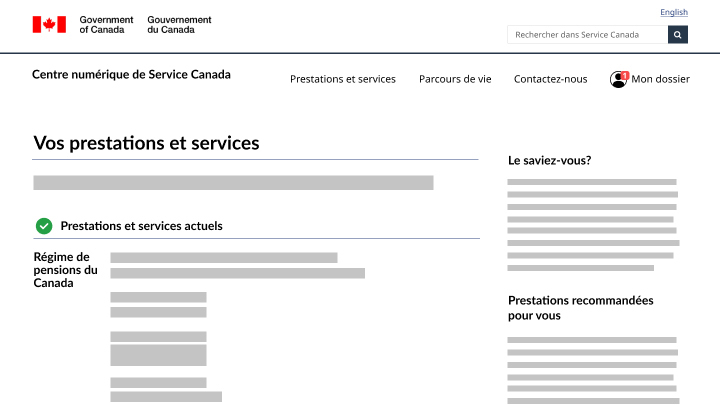 English
Government
of Canada
Gouvernement
du Canada
Rechercher dans Service Canada
Centre numérique de Service Canada
Prestations et services
Parcours de vie
Contactez-nous
1
Mon dossier
Vos prestations et services
Prestations et services actuels
Régime de
pensions du
Canada
Le saviez-vous?
Prestations recommandées
pour vous